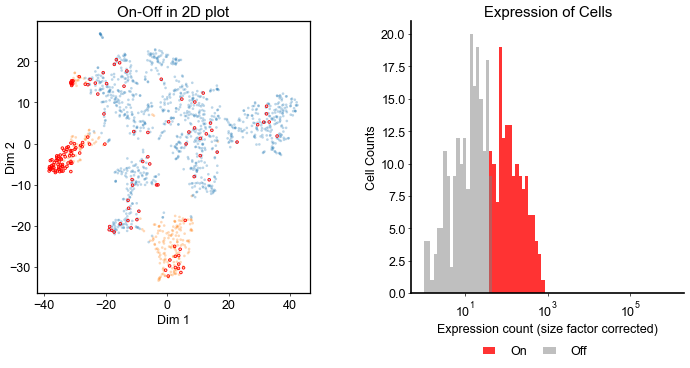 On-Off in 2D plot
20
10
0
−10
−20
−30
Dim 2
−40
−20
0
20
40
Dim 1
Expression of Cells
20.0
17.5
15.0
12.5
10.0
7.5
5.0
2.5
0.0
Cell Counts
10¹
10³
10⁵
Expression count (size factor corrected)
On
Off